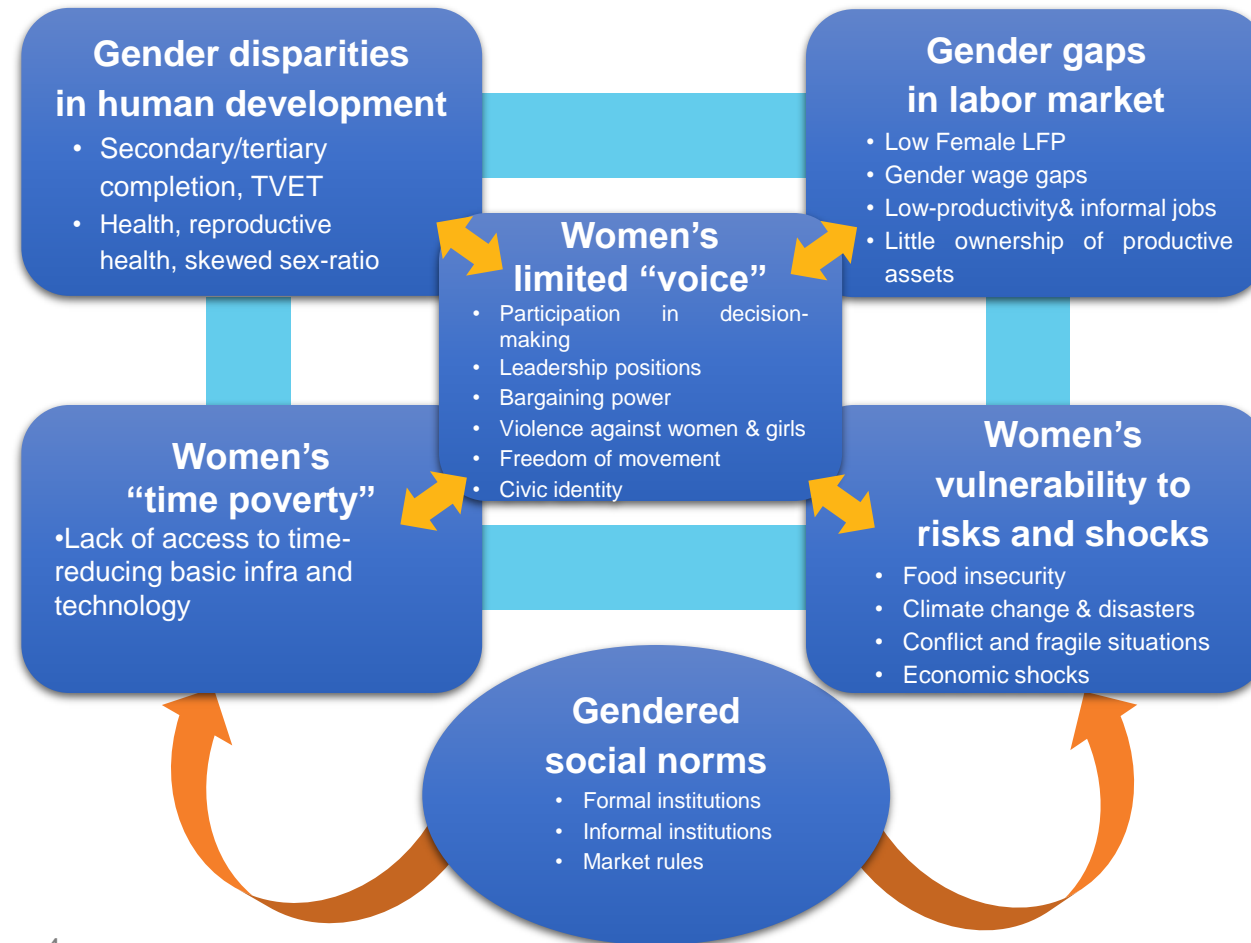 Gender disparities
in human development
• Secondary/tertiary
completion, TVET
• Health, reproductive
health, skewed sex-ratio
Gender gaps
in labor market
• Low Female LFP
• Gender wage gaps
• Low-productivity& informal jobs
• Little ownership of productive
assets
Women’s
limited “voice”
• Participation in decision-
making
• Leadership positions
• Bargaining power
• Violence against women & girls
• Freedom of movement
• Civic identity
Women’s
“time poverty”
•Lack of access to time-
reducing basic infra and
technology
Women’s
vulnerability to
risks and shocks
• Food insecurity
• Climate change & disasters
• Conflict and fragile situations
• Economic shocks
Gendered
social norms
• Formal institutions
• Informal institutions
• Market rules